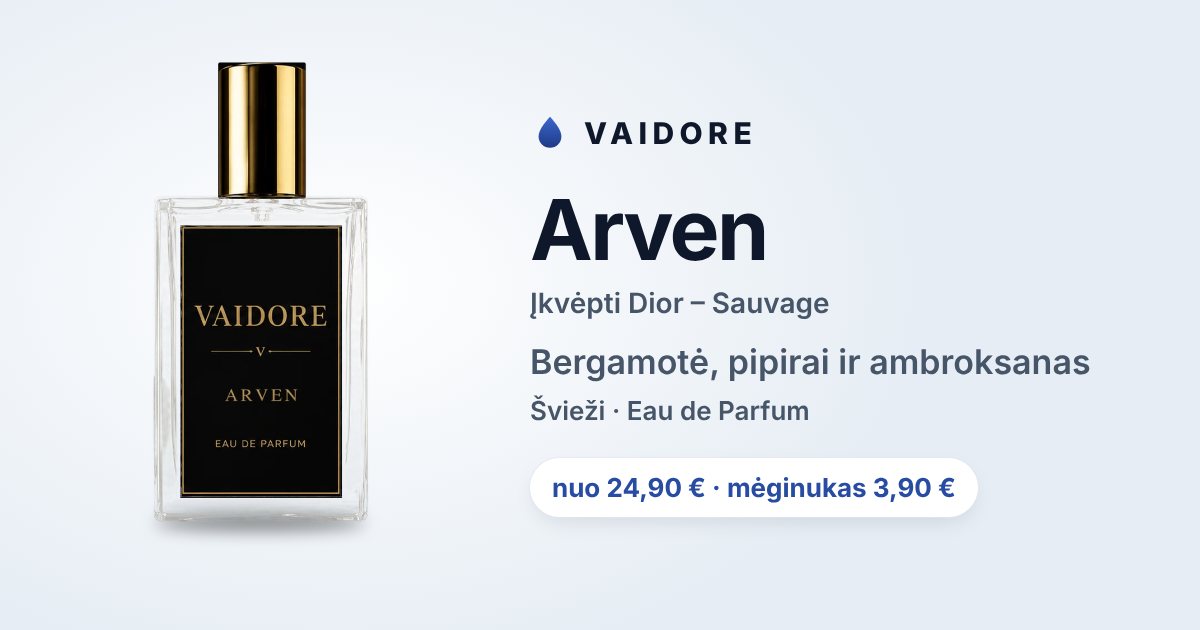 VAIDORE
V
ARVEN
EAU DE PARFUM
VAIDORE
Arven
Įkvėpti Dior – Sauvage
Bergamotė, pipirai ir ambroksanas
Švieži · Eau de Parfum
nuo 24,90 € · mėginukas 3,90 €